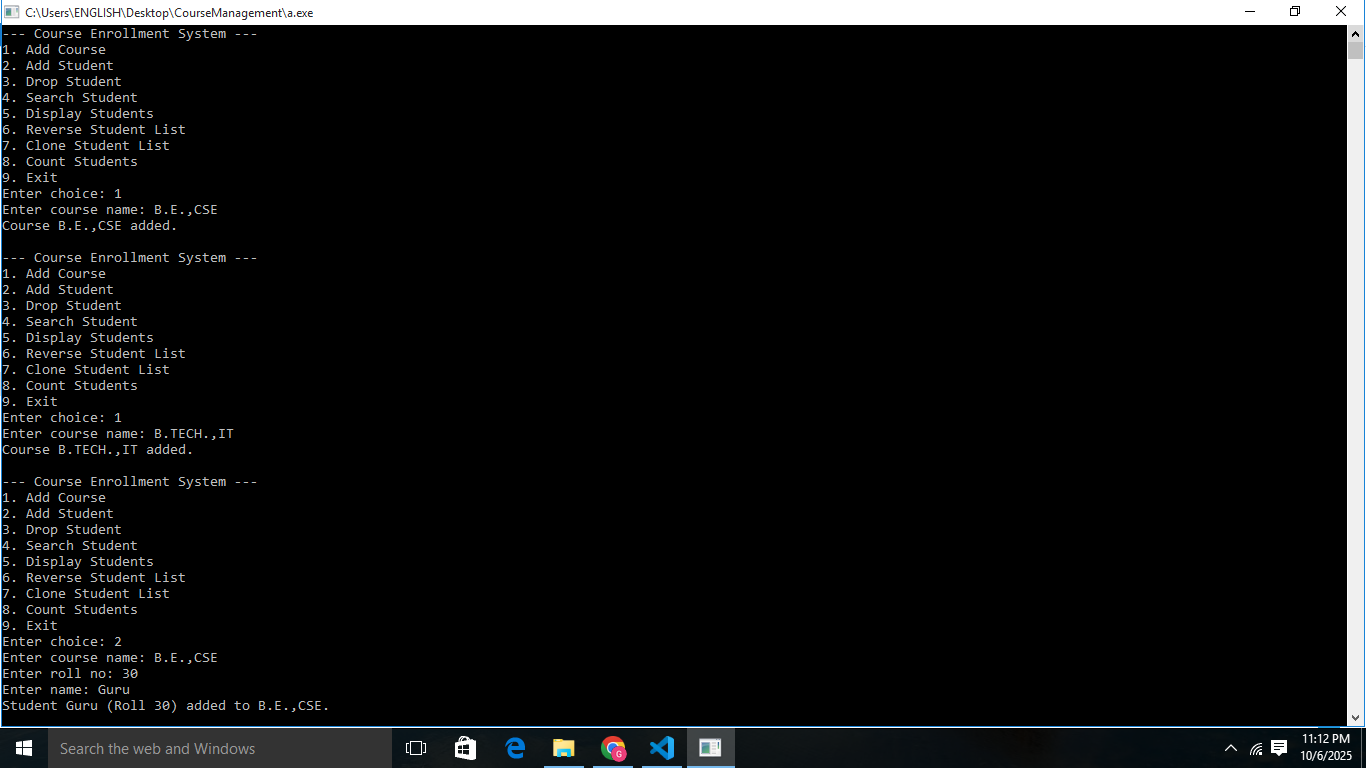 C:\Users\ENGLISH\Desktop\CourseManagement\a.exe
--- Course Enrollment System ---
1. Add Course
2. Add Student
3. Drop Student
4. Search Student
5. Display Students
6. Reverse Student List
7. Clone Student List
8. Count Students
9. Exit
Enter choice: 1
Enter course name: B.E.,CSE
Course B.E.,CSE added.
--- Course Enrollment System ---
1. Add Course
2. Add Student
3. Drop Student
4. Search Student
5. Display Students
6. Reverse Student List
7. Clone Student List
8. Count Students
9. Exit
Enter choice: 1
Enter course name: B.TECH.,IT
Course B.TECH.,IT added.
--- Course Enrollment System ---
1. Add Course
2. Add Student
3. Drop Student
4. Search Student
5. Display Students
6. Reverse Student List
7. Clone Student List
8. Count Students
9. Exit
Enter choice: 2
Enter course name: B.E.,CSE
Enter roll no: 30
Enter name: Guru
Student Guru (Roll 30) added to B.E.,CSE.
Search the web and Windows
G
11:12 PM
10/6/2025